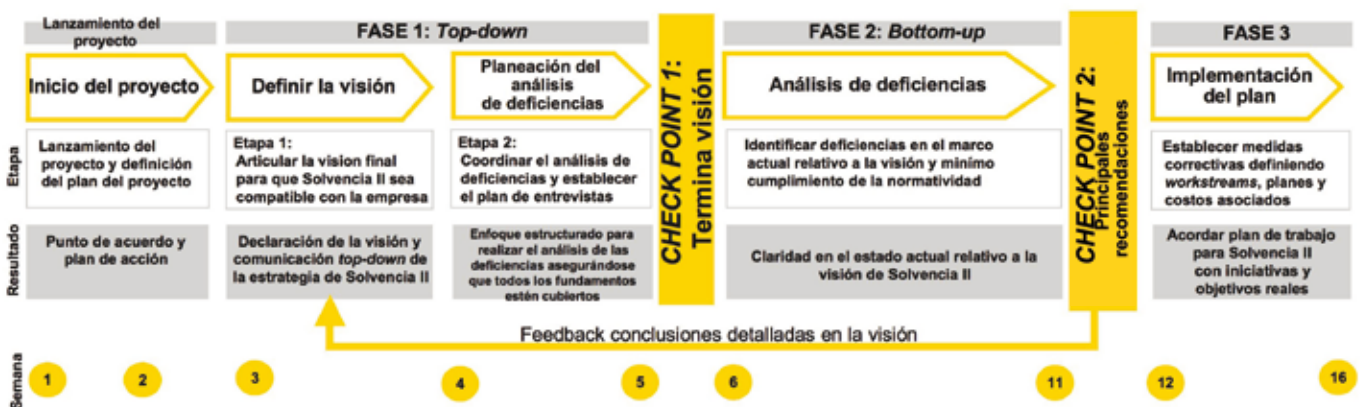 Lanzamiento del
proyecto
FASE 1: Top-down
FASE 2: Bottom-up
FASE 3
Inicio del proyecto
Definir la visión
Planeación del
análisis
de deficiencias
CHECK POINT 1:
Termina visión
Análisis de deficiencias
CHECK POINT 2:
Principales
recomendaciones
Implementación
del plan
Etapa
Lanzamiento del
proyecto y definición
del plan del proyecto
Etapa 1:
Articular la vision final
para que Solvencia II sea
compatible con la empresa
Etapa 2:
Coordinar el análisis de
deficiencias y establecer
el plan de entrevistas
Identificar deficiencias en el marco
actual relativo a la visión y minímo
cumplimiento de la normatividad
Establecer medidas
correctivas definiendo
workstreams, planes y
costos asociados
Resultado
Punto de acuerdo y
plan de acción
Declaración de la visión y
comunicación top-down de
la estrategia de Solvencia II
Enfoque estructurado para
realizar el análisis de las
deficiencias asegurándose
que todos los fundamentos
estén cubiertos
Claridad en el estado actual relativo a la
visión de Solvencia II
Acordar plan de trabajo
para Solvencia II
con iniciativas y
objetivos reales
Feedback conclusiones detalladas en la visión
Semana
1
2
3
4
5
6
11
12
16